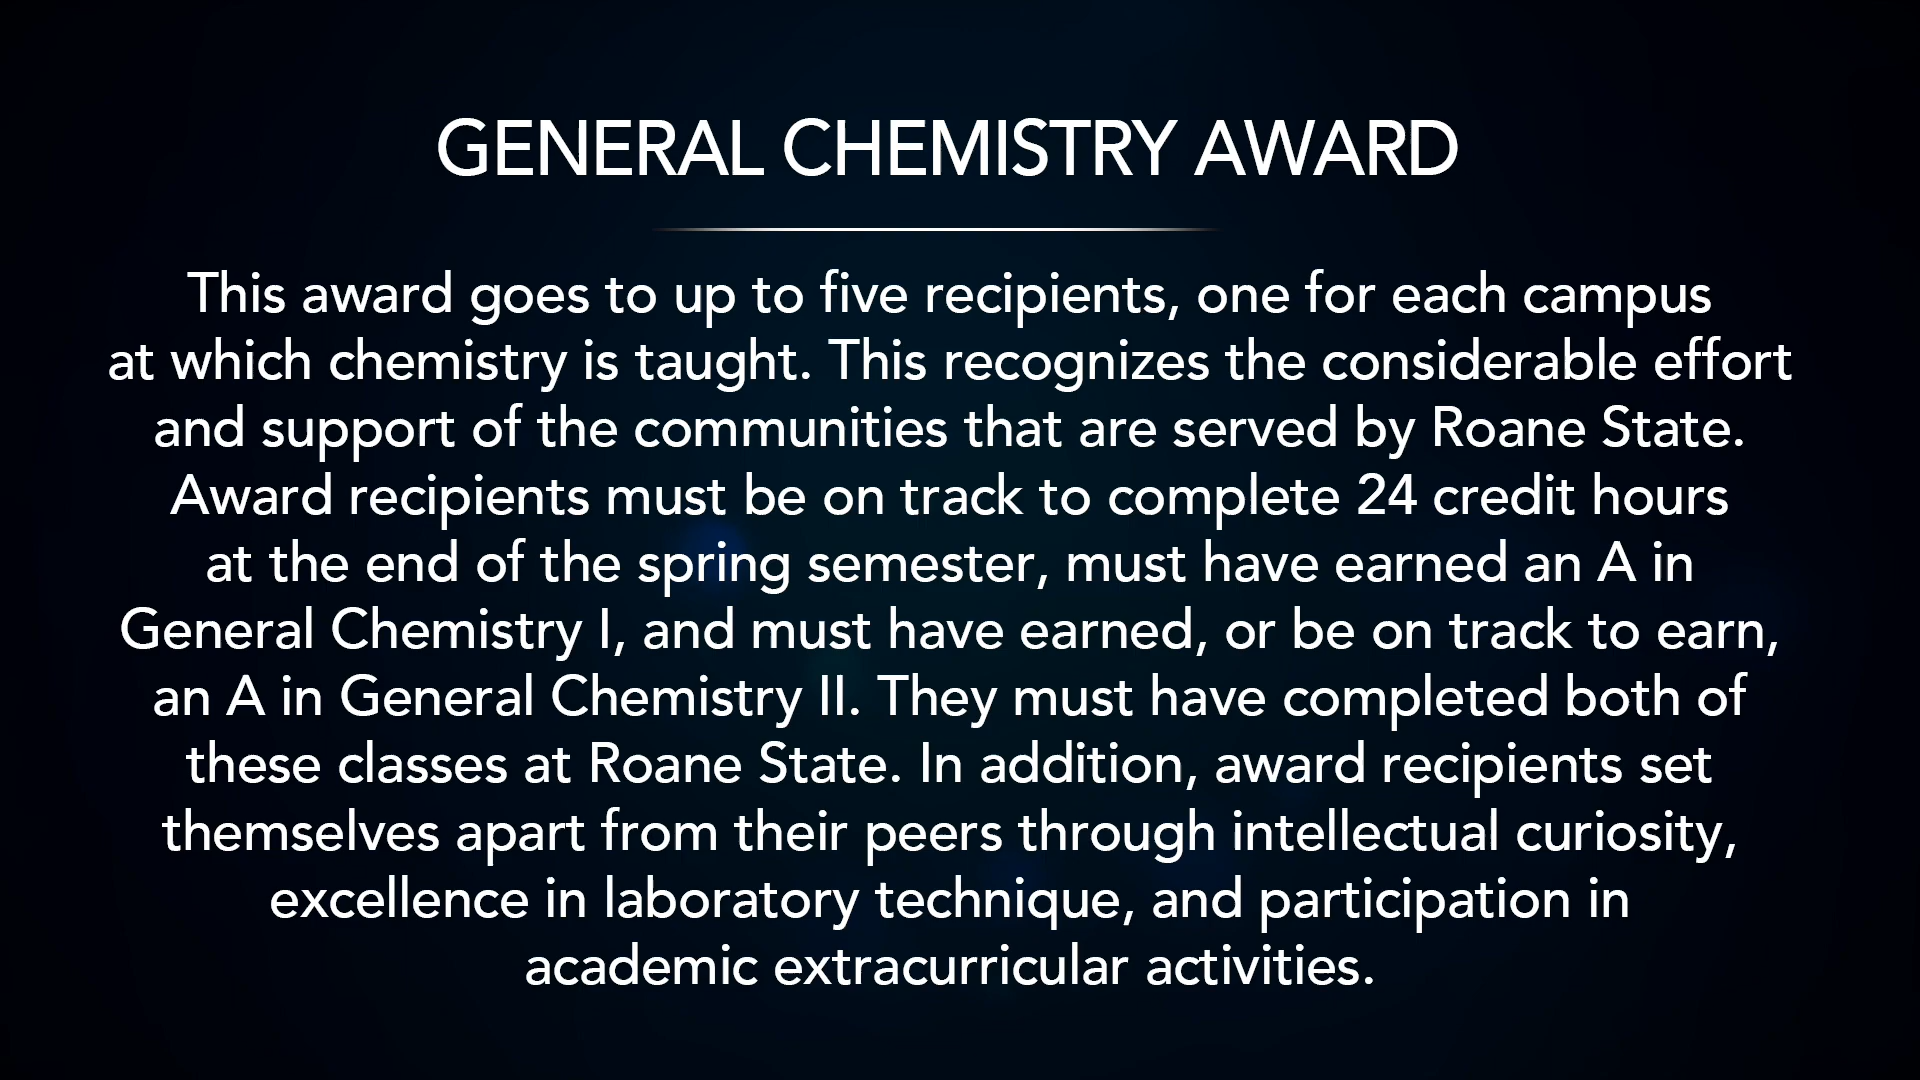 GENERAL CHEMISTRY AWARD
This award goes to up to five recipients, one for each campus
at which chemistry is taught. This recognizes the considerable effort
and support of the communities that are served by Roane State.
Award recipients must be on track to complete 24 credit hours
at the end of the spring semester, must have earned an A in
General Chemistry I, and must have earned, or be on track to earn,
an A in General Chemistry II. They must have completed both of
these classes at Roane State. In addition, award recipients set
themselves apart from their peers through intellectual curiosity,
excellence in laboratory technique, and participation in
academic extracurricular activities.